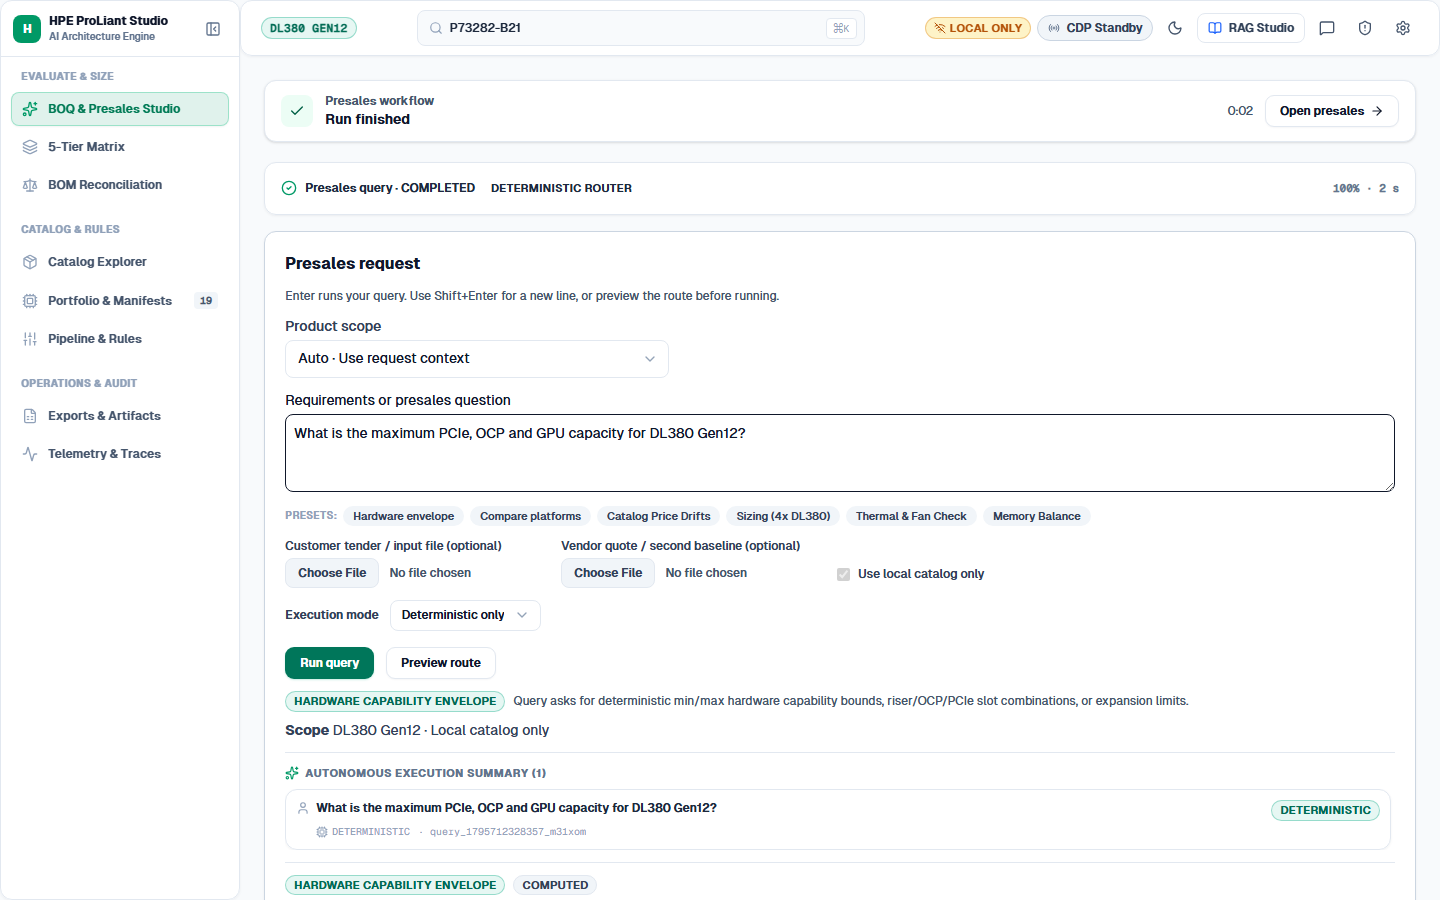 H
HPE ProLiant Studio
AI Architecture Engine
EVALUATE & SIZE
BOQ & Presales Studio
5-Tier Matrix
BOM Reconciliation
CATALOG & RULES
Catalog Explorer
Portfolio & Manifests 19
Pipeline & Rules
OPERATIONS & AUDIT
Exports & Artifacts
Telemetry & Traces
DL380 GEN12
P73282-B21
⌘K
LOCAL ONLY
CDP Standby
RAG Studio
Presales workflow
Run finished
0:02
Open presales
Presales query · COMPLETED DETERMINISTIC ROUTER
100% · 2 s
Presales request
Enter runs your query. Use Shift+Enter for a new line, or preview the route before running.
Product scope
Auto · Use request context
Requirements or presales question
What is the maximum PCIe, OCP and GPU capacity for DL380 Gen12?
PRESETS: Hardware envelope Compare platforms Catalog Price Drifts Sizing (4x DL380) Thermal & Fan Check Memory Balance
Customer tender / input file (optional)
Choose File No file chosen
Vendor quote / second baseline (optional)
Choose File No file chosen
Use local catalog only
Execution mode Deterministic only
Run query Preview route
HARDWARE CAPABILITY ENVELOPE Query asks for deterministic min/max hardware capability bounds, riser/OCP/PCIe slot combinations, or expansion limits.
Scope DL380 Gen12 · Local catalog only
AUTONOMOUS EXECUTION SUMMARY (1)
What is the maximum PCIe, OCP and GPU capacity for DL380 Gen12?
DETERMINISTIC · query_1795712328357_m31xom
DETERMINISTIC
HARDWARE CAPABILITY ENVELOPE COMPUTED